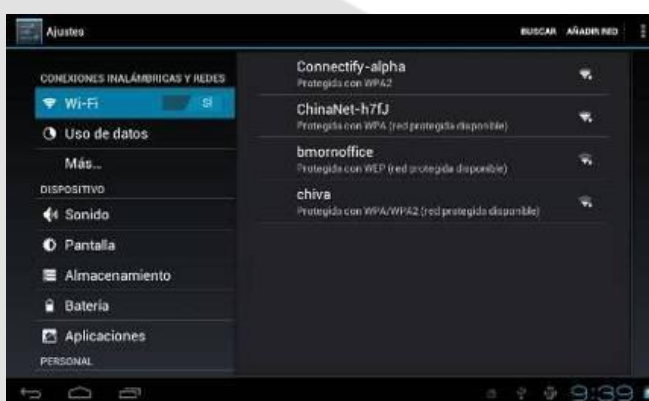 Ajustes
BUSCAR AÑADIR RED
CONEXIONES INALÁMBRICAS Y REDES
Wi-Fi
SÍ
Uso de datos
Más...
DISPOSITIVO
Sonido
Pantalla
Almacenamiento
Batería
Aplicaciones
PERSONAL
Connectify-alpha
Protegida con WPA2
ChinaNet-h7fJ
Protegida con WPA (red protegida disponible)
bmornoffice
Protegida con WEP (red protegida disponible)
chiva
Protegida con WPA/WPA2 (red protegida disponible)
9:39